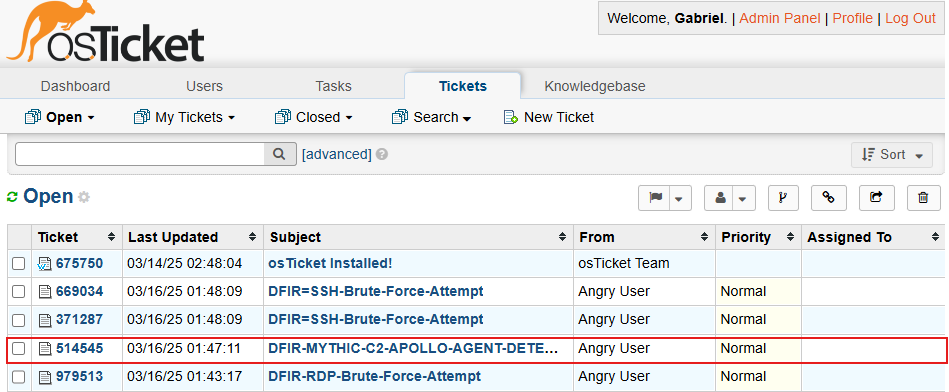 osTicket
Welcome, Gabriel. | Admin Panel | Profile | Log Out
Dashboard Users Tasks Tickets Knowledgebase
Open My Tickets Closed Search New Ticket
[advanced] ? Sort
Open
Ticket Last Updated Subject From Priority Assigned To
675750 03/14/25 02:48:04 osTicket Installed! osTicket Team
669034 03/16/25 01:48:09 DFIR=SSH-Brute-Force-Attempt Angry User Normal
371287 03/16/25 01:48:09 DFIR=SSH-Brute-Force-Attempt Angry User Normal
514545 03/16/25 01:47:11 DFIR-MYTHIC-C2-APOLLO-AGENT-DETE... Angry User Normal
979513 03/16/25 01:43:17 DFIR-RDP-Brute-Force-Attempt Angry User Normal